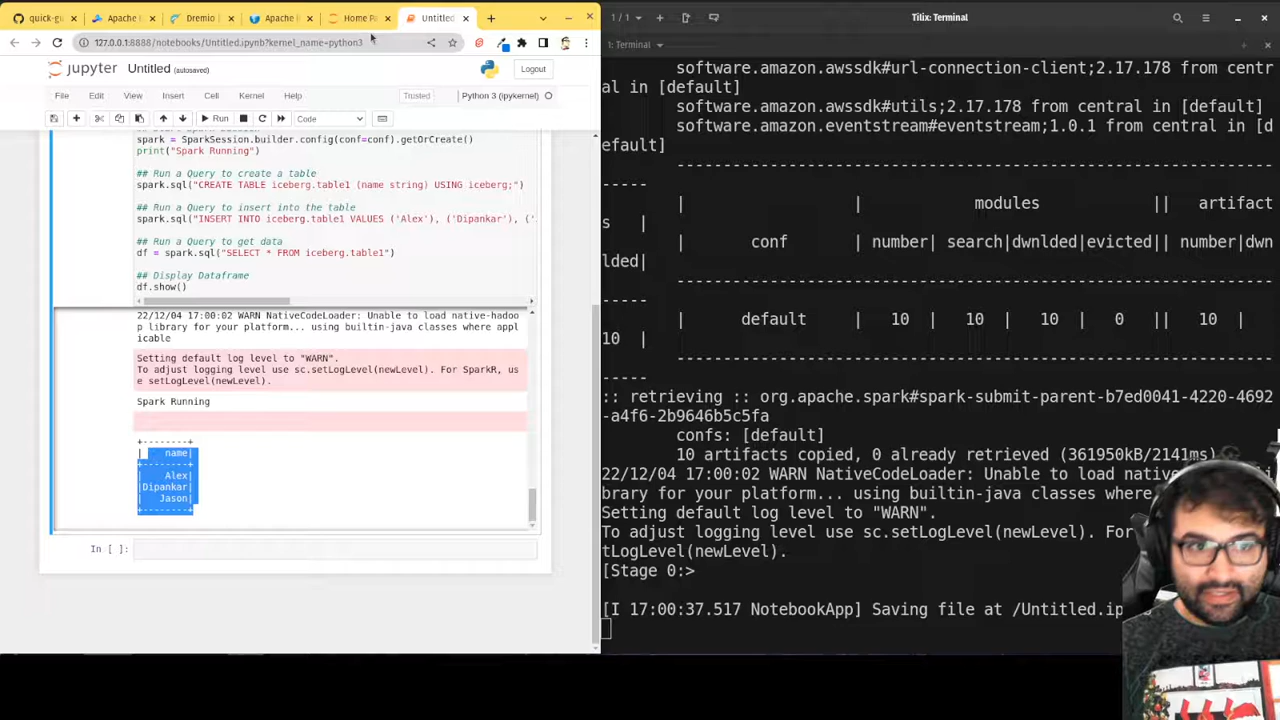 quick-gu
Apache I
Dremio
Apache I
Home Pa
Untitled
127.0.0.1:8888/notebooks/Untitled.ipynb?kernel_name=python3
jupyter Untitled (autosaved)
Logout
File Edit View Insert Cell Kernel Help
Trusted
Python 3 (ipykernel)
Run
Code
spark = SparkSession.builder.config(conf=conf).getOrCreate()
print("Spark Running")
## Run a Query to create a table
spark.sql("CREATE TABLE iceberg.table1 (name string) USING iceberg;")
## Run a Query to insert into the table
spark.sql("INSERT INTO iceberg.table1 VALUES ('Alex'), ('Dipankar'), ('
## Run a Query to get data
df = spark.sql("SELECT * FROM iceberg.table1")
## Display Dataframe
df.show()
22/12/04 17:00:02 WARN NativeCodeLoader: Unable to load native-hadoo
p library for your platform... using builtin-java classes where appl
icable
Setting default log level to "WARN".
To adjust logging level use sc.setLogLevel(newLevel). For SparkR, us
e setLogLevel(newLevel).
Spark Running
+--------+
| name|
+--------+
| Alex|
|Dipankar|
| Jason|
+--------+
In [ ]:
1 / 1
Tilix: Terminal
1: Terminal
software.amazon.awssdk#url-connection-client;2.17.178 from centr
al in [default]
software.amazon.awssdk#utils;2.17.178 from central in [default]
software.amazon.eventstream#eventstream;1.0.1 from central in [d
efault]
---------------------------------------------------------------
-----
| | modules || artifact
s |
| conf | number| search|dwnlded|evicted|| number|dwn
lded|
---------------------------------------------------------------
-----
| default | 10 | 10 | 10 | 0 || 10 |
10 |
---------------------------------------------------------------
-----
:: retrieving :: org.apache.spark#spark-submit-parent-b7ed0041-4220-4692
-a4f6-2b9646b5c5fa
confs: [default]
10 artifacts copied, 0 already retrieved (361950kB/2141ms)
22/12/04 17:00:02 WARN NativeCodeLoader: Unable to load native
brary for your platform... using builtin-java classes where
Setting default log level to "WARN".
To adjust logging level use sc.setLogLevel(newLevel). For
tLogLevel(newLevel).
[Stage 0:>
[I 17:00:37.517 NotebookApp] Saving file at /Untitled.ip